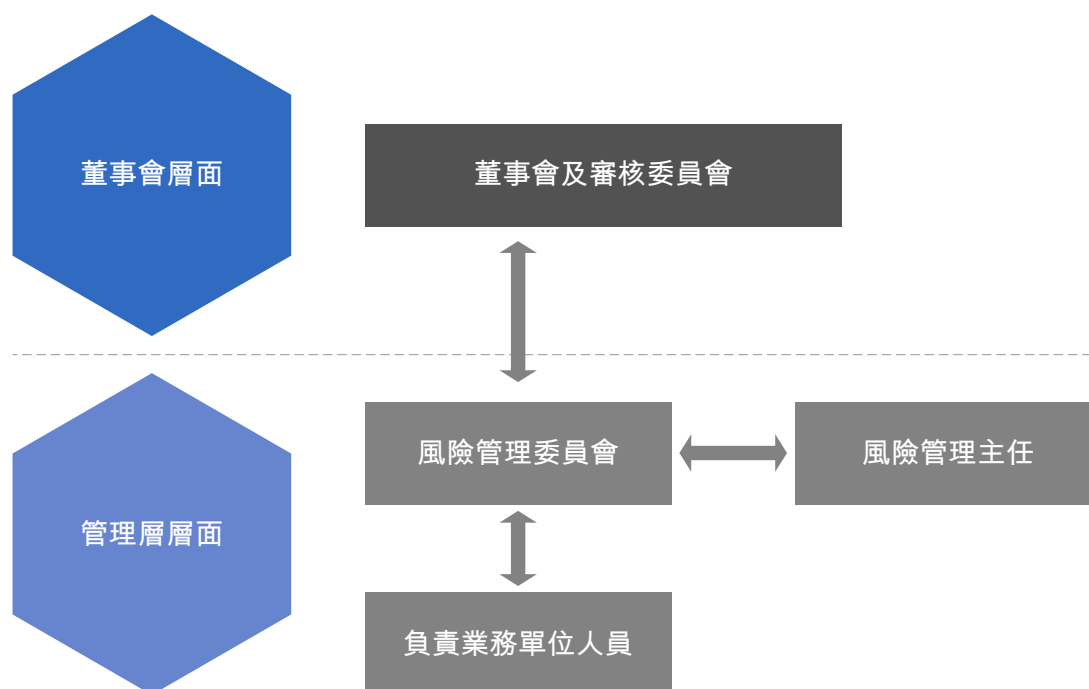 董事會層面
董事會及審核委員會
風險管理委員會
風險管理主任
管理層層面
負責業務單位人員